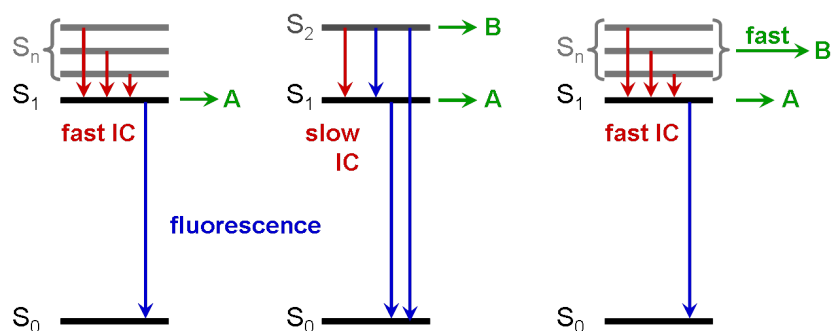 Sₙ
S₁
A
fast IC
fluorescence
S₀
S₂
B
S₁
A
slow
IC
S₀
Sₙ
fast
B
S₁
A
fast IC
S₀